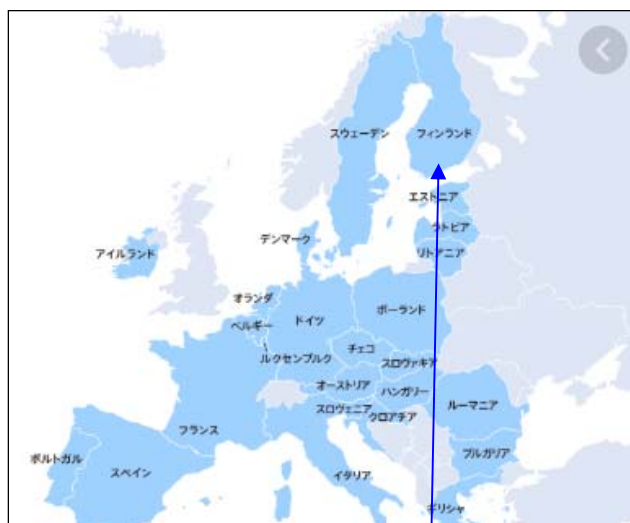 スウェーデン
フィンランド
エストニア
ラトビア
リトアニア
デンマーク
アイルランド
オランダ
ベルギー
ドイツ
ポーランド
ルクセンブルク
チェコ
スロヴァキア
オーストリア
ハンガリー
スロヴェニア
クロアチア
ルーマニア
フランス
ブルガリア
ポルトガル
スペイン
イタリア
ギリシャ